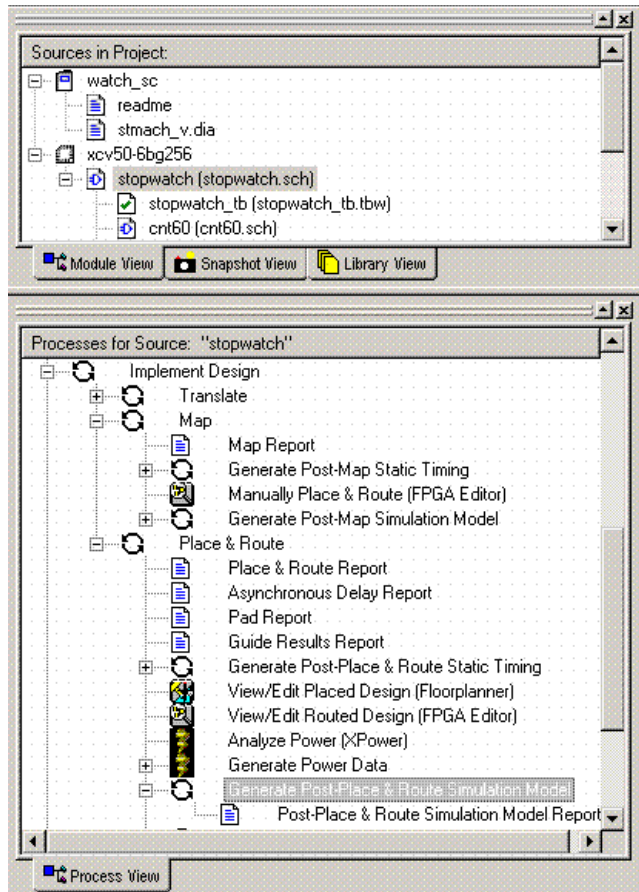 Sources in Project:
watch_sc
readme
stmach_v.dia
xcv50-6bg256
stopwatch (stopwatch.sch)
stopwatch_tb (stopwatch_tb.tbw)
cnt60 (cnt60.sch)
Module View Snapshot View Library View
Processes for Source: "stopwatch"
Implement Design
Translate
Map
Map Report
Generate Post-Map Static Timing
Manually Place & Route (FPGA Editor)
Generate Post-Map Simulation Model
Place & Route
Place & Route Report
Asynchronous Delay Report
Pad Report
Guide Results Report
Generate Post-Place & Route Static Timing
View/Edit Placed Design (Floorplanner)
View/Edit Routed Design (FPGA Editor)
Analyze Power (XPower)
Generate Power Data
Generate Post-Place & Route Simulation Model
Post-Place & Route Simulation Model Report
Process View